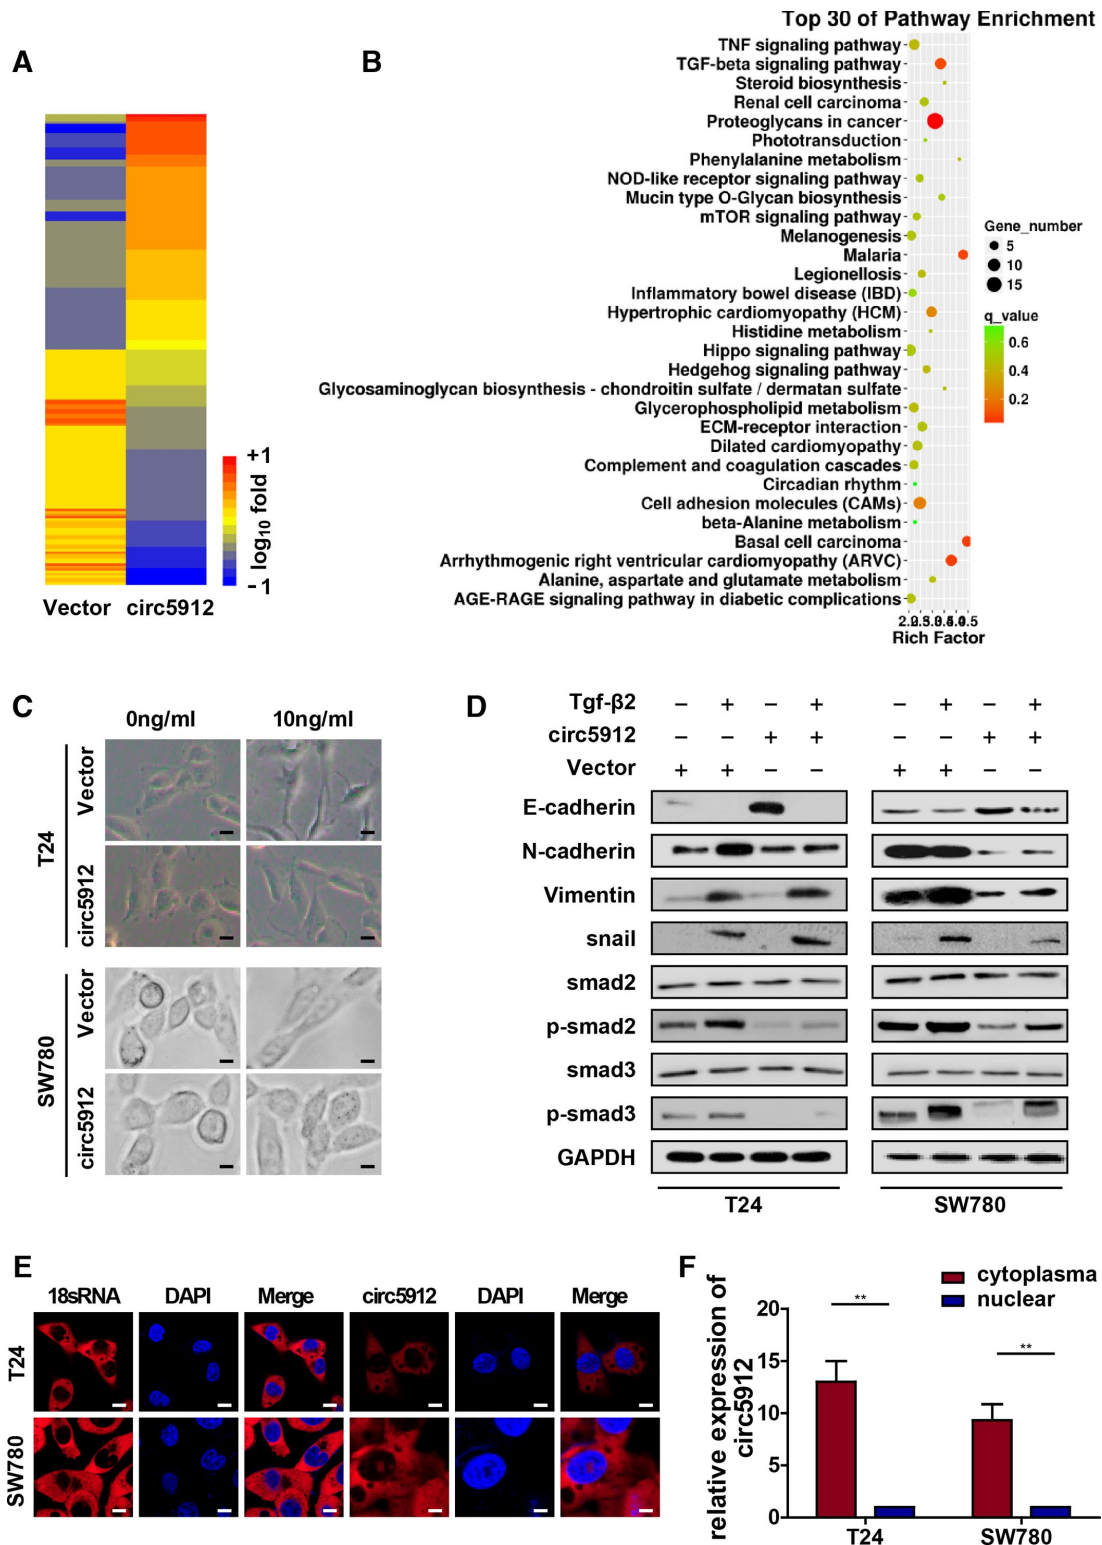 A
Vector circ5912
+1
log10 fold
-1
B
Top 30 of Pathway Enrichment
TNF signaling pathway
TGF-beta signaling pathway
Steroid biosynthesis
Renal cell carcinoma
Proteoglycans in cancer
Phototransduction
Phenylalanine metabolism
NOD-like receptor signaling pathway
Mucin type O-Glycan biosynthesis
mTOR signaling pathway
Melanogenesis
Malaria
Legionellosis
Inflammatory bowel disease (IBD)
Hypertrophic cardiomyopathy (HCM)
Histidine metabolism
Hippo signaling pathway
Hedgehog signaling pathway
Glycosaminoglycan biosynthesis - chondroitin sulfate / dermatan sulfate
Glycerophospholipid metabolism
ECM-receptor interaction
Dilated cardiomyopathy
Complement and coagulation cascades
Circadian rhythm
Cell adhesion molecules (CAMs)
beta-Alanine metabolism
Basal cell carcinoma
Arrhythmogenic right ventricular cardiomyopathy (ARVC)
Alanine, aspartate and glutamate metabolism
AGE-RAGE signaling pathway in diabetic complications
Rich Factor
Gene_number
5
10
15
q_value
0.6
0.4
0.2
C
0ng/ml 10ng/ml
T24
Vector
circ5912
SW780
Vector
circ5912
D
Tgf-β2 − + − + − + − +
circ5912 − − + + − − + +
Vector + + − − + + − −
E-cadherin
N-cadherin
Vimentin
snail
smad2
p-smad2
smad3
p-smad3
GAPDH
T24 SW780
E
18sRNA DAPI Merge circ5912 DAPI Merge
T24
SW780
F
cytoplasma
nuclear
relative expression of
circ5912
20
15
10
5
0
**
**
T24 SW780